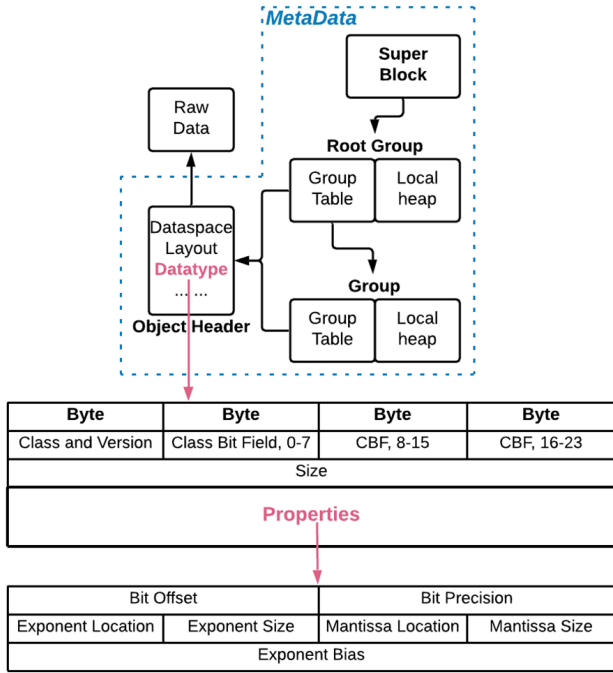 MetaData
Super
Block
Raw
Data
Root Group
Group
Table
Local
heap
Dataspace
Layout
Datatype
... ...
Object Header
Group
Group
Table
Local
heap
Byte Byte Byte Byte
Class and Version Class Bit Field, 0-7 CBF, 8-15 CBF, 16-23
Size
Properties
Bit Offset Bit Precision
Exponent Location Exponent Size Mantissa Location Mantissa Size
Exponent Bias